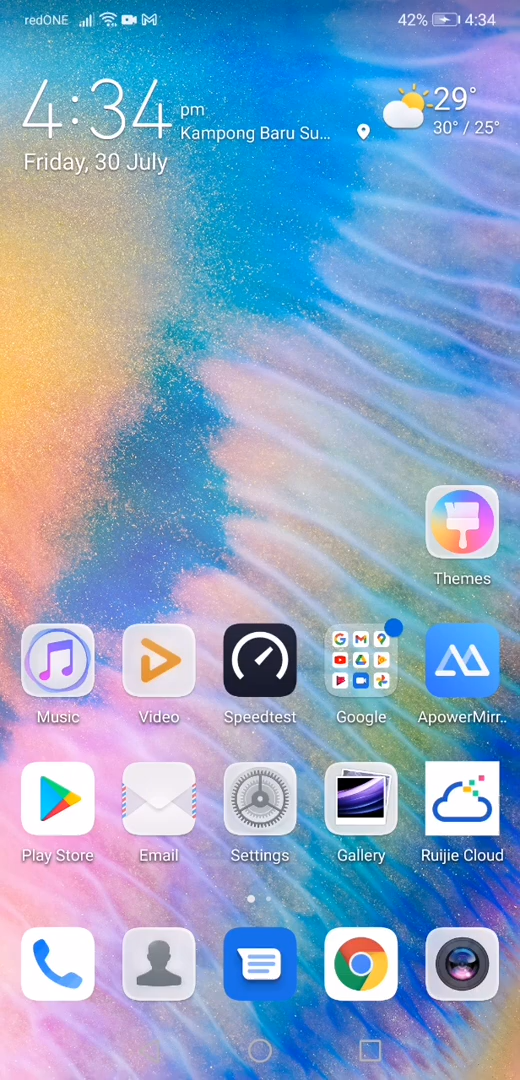 redONE 42% 4:34
4:34 pm 29°
Kampong Baru Su... 30° / 25°
Friday, 30 July
Themes
Music Video Speedtest Google ApowerMirr..
Play Store Email Settings Gallery Ruijie Cloud